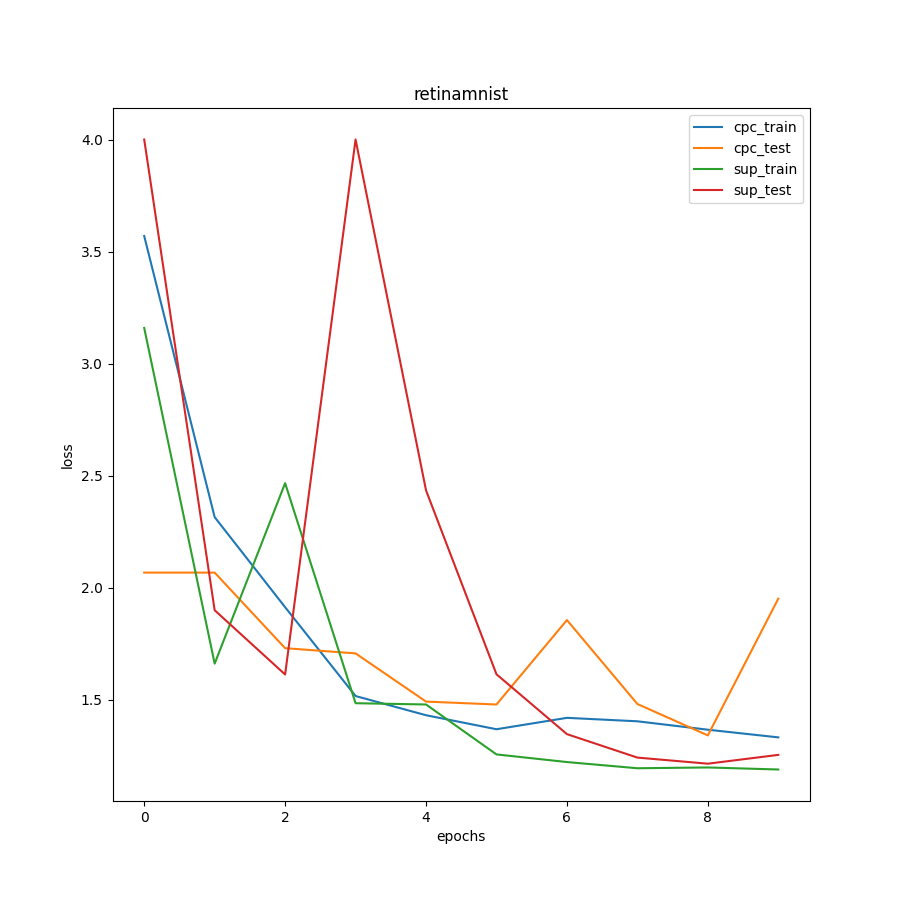 retinamnist
cpc_train
cpc_test
sup_train
sup_test
4.0
3.5
3.0
2.5
2.0
1.5
loss
0 2 4 6 8
epochs